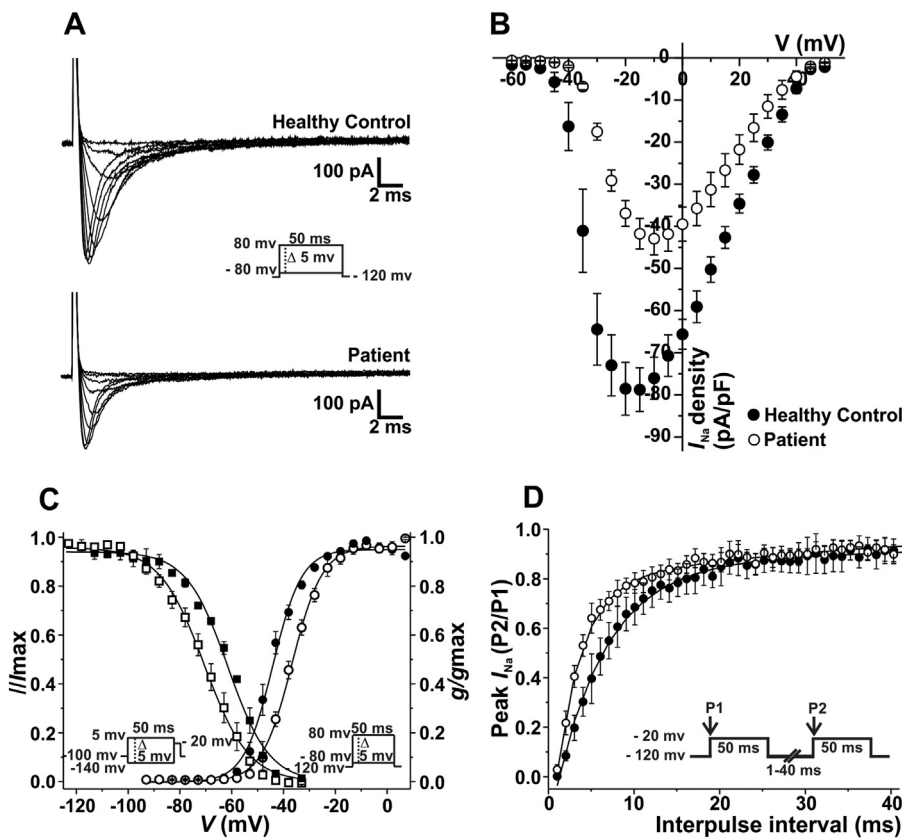 A
Healthy Control
100 pA
2 ms
80 mv
50 ms
Δ 5 mv
- 80 mv
- 120 mv
Patient
100 pA
2 ms
B
V (mV)
-60 -40 -20 0 20 40
-0
-10
-20
-30
-40
-50
-60
-70
-80
-90
INa density
(pA/pF)
Healthy Control
Patient
C
1.0
0.8
0.6
0.4
0.2
0.0
I/Imax
1.0
0.8
0.6
0.4
0.2
0.0
g/gmax
5 mv
50 ms
Δ
5 mv
- 20 mv
-100 mv
-140 mv
80 mv
50 ms
Δ
5 mv
-80 mv
- 120 mv
-120 -100 -80 -60 -40 -20 0
V (mV)
D
1.0
0.8
0.6
0.4
0.2
0.0
Peak INa (P2/P1)
P1
P2
- 20 mv
-120 mv
50 ms
50 ms
1-40 ms
0 10 20 30 40
Interpulse interval (ms)